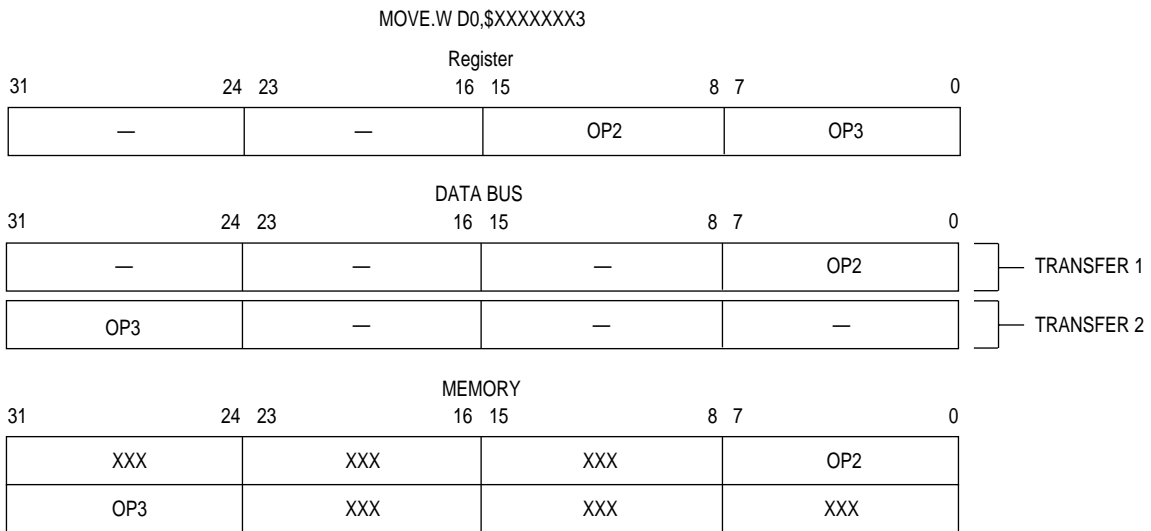 MOVE.W D0,$XXXXXXX3
Register
31 24 23 16 15 8 7 0
— — OP2 OP3
DATA BUS
31 24 23 16 15 8 7 0
— — — OP2 TRANSFER 1
OP3 — — — TRANSFER 2
MEMORY
31 24 23 16 15 8 7 0
XXX XXX XXX OP2
OP3 XXX XXX XXX